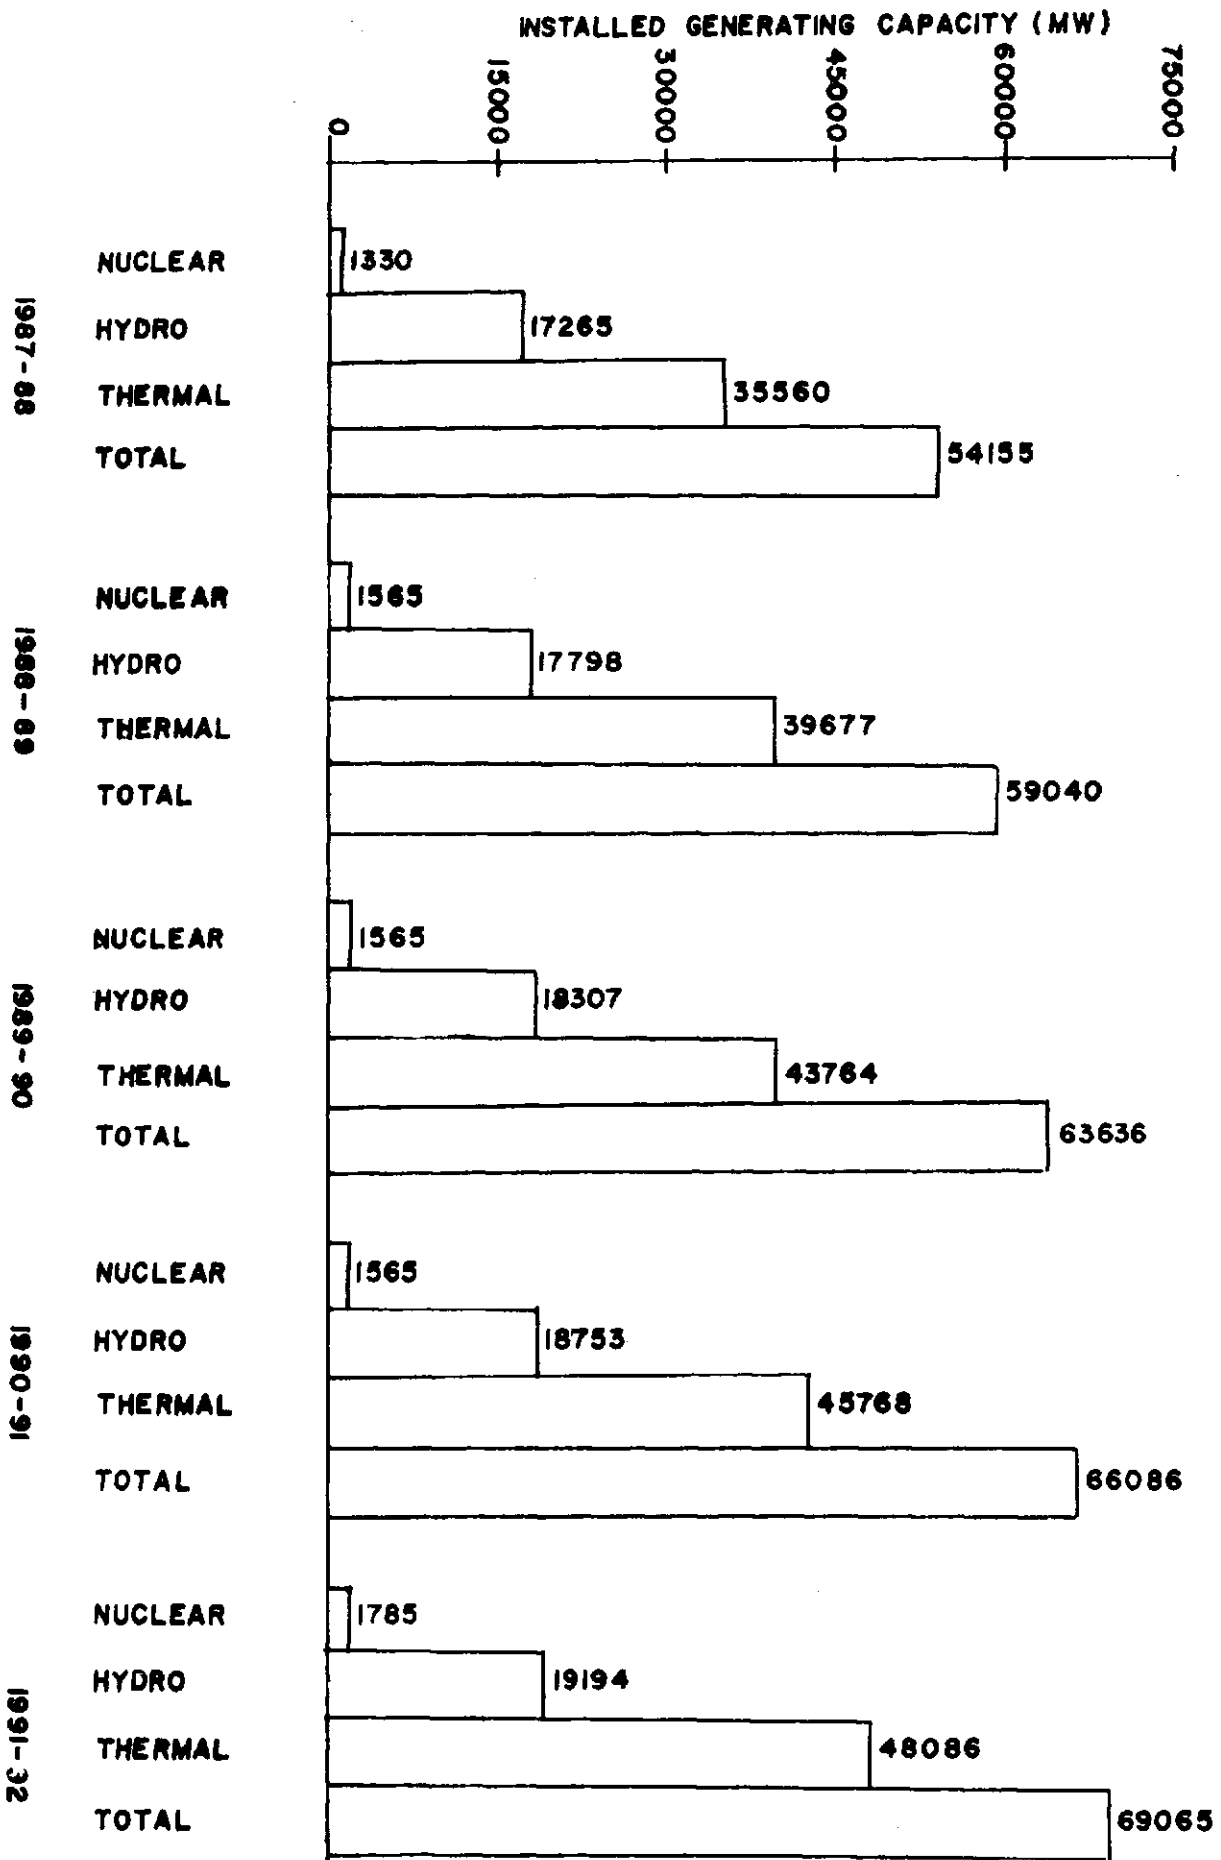 INSTALLED GENERATING CAPACITY (MW)
0 15000 30000 45000 60000 75000
1987-88
NUCLEAR 1330
HYDRO 17265
THERMAL 35560
TOTAL 54155
1988-89
NUCLEAR 1565
HYDRO 17798
THERMAL 39677
TOTAL 59040
1989-90
NUCLEAR 1565
HYDRO 18307
THERMAL 43764
TOTAL 63636
1990-91
NUCLEAR 1565
HYDRO 18753
THERMAL 45768
TOTAL 66086
1991-32
NUCLEAR 1785
HYDRO 19194
THERMAL 48086
TOTAL 69065